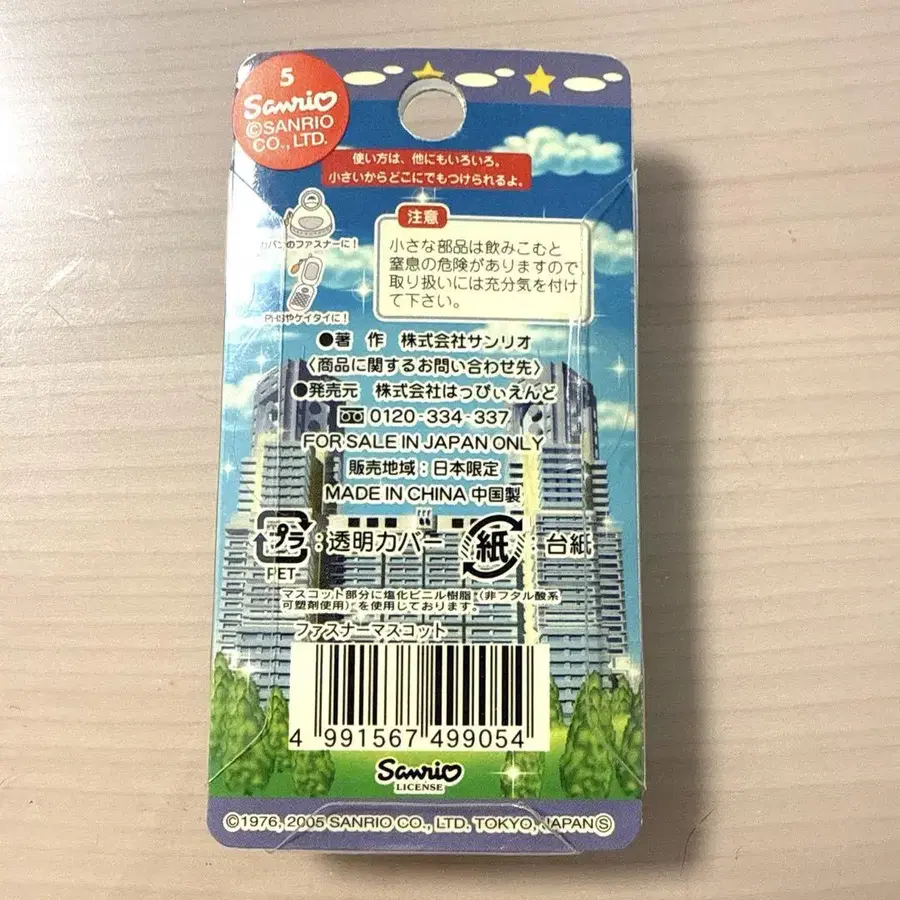 5
Sanrio
©SANRIO
CO., LTD.
使い方は、他にもいろいろ。
小さいからどこにでもつけられるよ。
カバンのファスナーに!
PHSやケイタイに!
注意
小さな部品は飲みこむと
窒息の危険がありますので
取り扱いには充分気を付け
て下さい。
●著 作 株式会社サンリオ
〈商品に関するお問い合わせ先〉
●発売元 株式会社はっぴぃえんど
0120-334-337
FOR SALE IN JAPAN ONLY
販売地域:日本限定
MADE IN CHINA 中国製
プラ:透明カバー 紙:台紙
PET
マスコット部分に塩化ビニル樹脂(非フタル酸系
可塑剤使用)を使用しております。
ファスナーマスコット
4 991567 499054
Sanrio
LICENSE
©1976, 2005 SANRIO CO., LTD. TOKYO, JAPAN Ⓢ